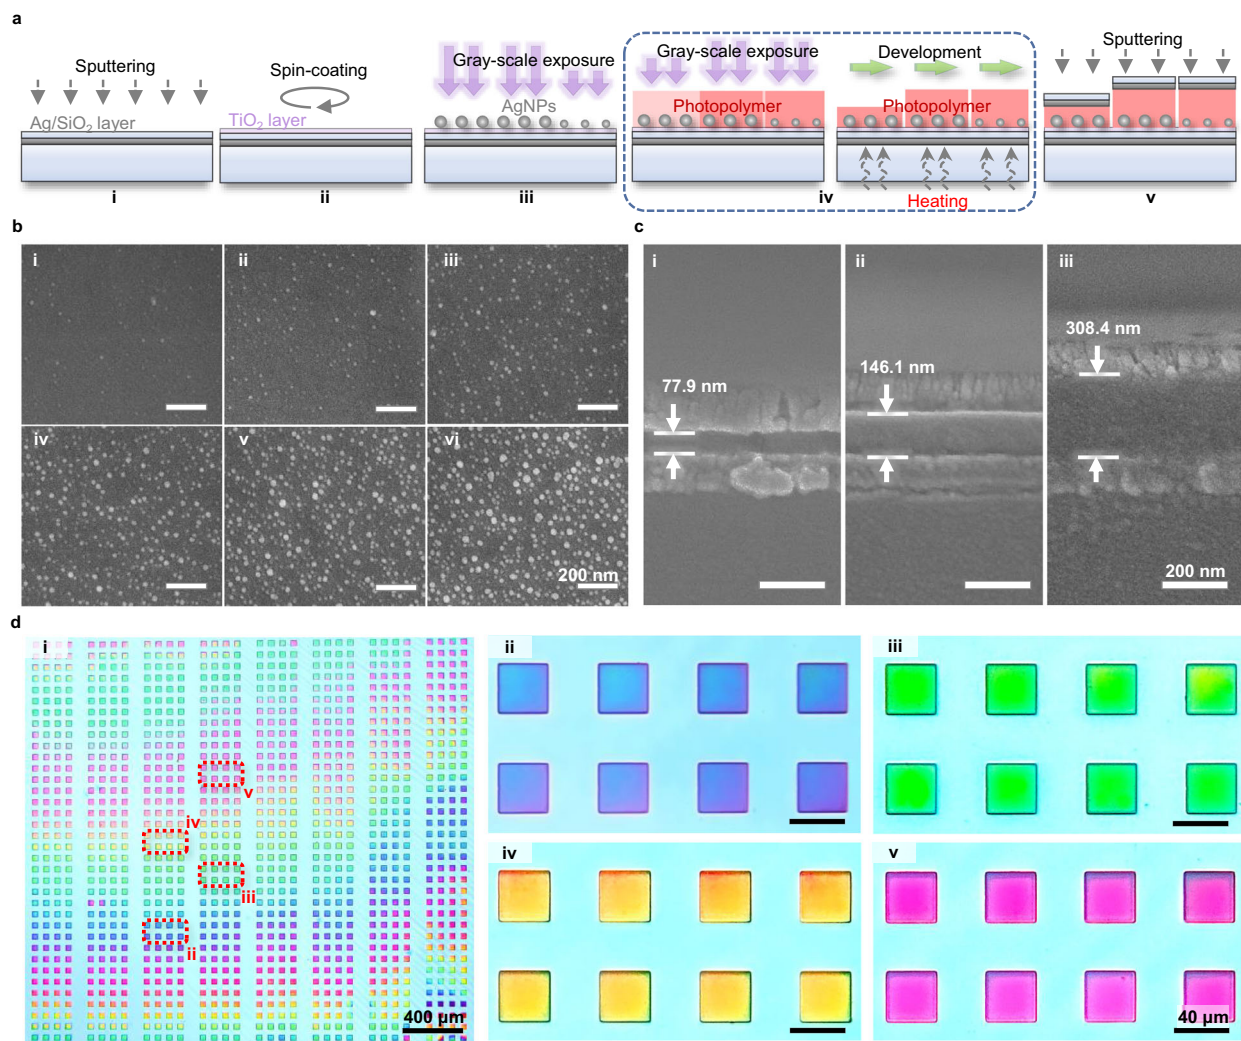 a
Sputtering
Ag/SiO₂ layer
i
Spin-coating
TiO₂ layer
ii
Gray-scale exposure
AgNPs
iii
Gray-scale exposure
Photopolymer
Development
Photopolymer
Heating
iv
Sputtering
v
b
i
ii
iii
iv
v
vi
200 nm
c
i
77.9 nm
ii
146.1 nm
iii
308.4 nm
200 nm
d
i
v
iv
iii
ii
400 µm
ii
iii
iv
v
40 µm